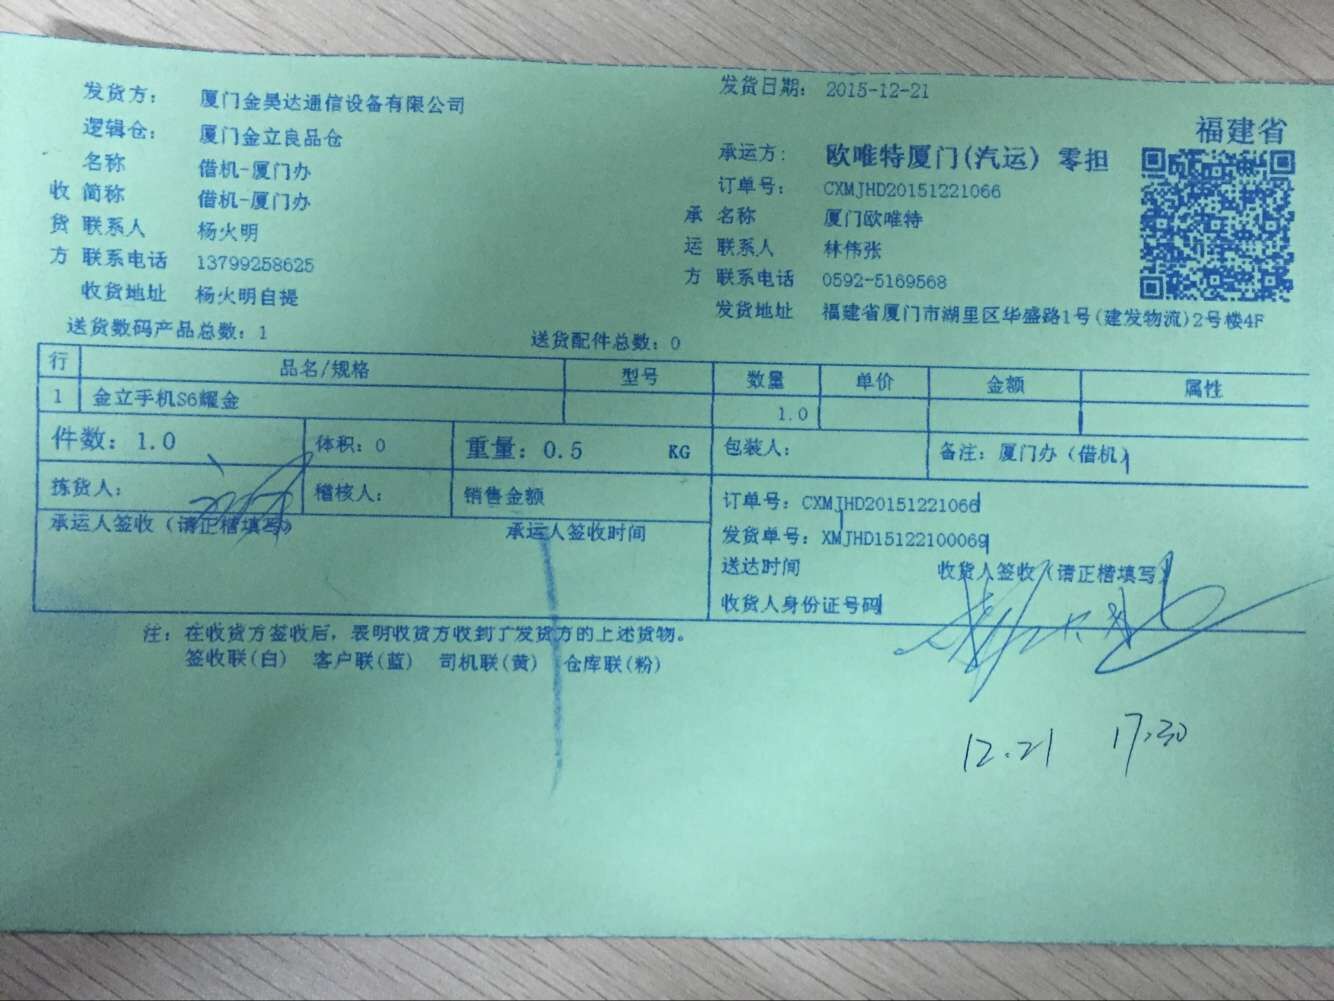 发货方： 厦门金昊达通信设备有限公司 发货日期： 2015-12-21
逻辑仓： 厦门金立良品仓 福建省
名称 借机-厦门办 承运方： 欧唯特厦门(汽运) 零担
收 简称 借机-厦门办 订单号： CXMJHD20151221066
货 联系人 杨火明 承 名称 厦门欧唯特
方 联系电话 13799258625 运 联系人 林伟张
收货地址 杨火明自提 方 联系电话 0592-5169568
发货地址 福建省厦门市湖里区华盛路1号(建发物流)2号楼4F
送货数码产品总数：1 送货配件总数：0
行 品名/规格 型号 数量 单价 金额 属性
1 金立手机S6耀金 1.0
件数：1.0 体积：0 重量：0.5 KG 包装人： 备注：厦门办（借机）
拣货人： 稽核人： 销售金额 订单号：CXMJHD20151221066
承运人签收（请正楷填写） 承运人签收时间 发货单号：XMJHD15122100069
送达时间 收货人签收（请正楷填写）
收货人身份证号码
注：在收货方签收后，表明收货方收到了发货方的上述货物。
签收联(白) 客户联(蓝) 司机联(黄) 仓库联(粉)
12.21 17:30